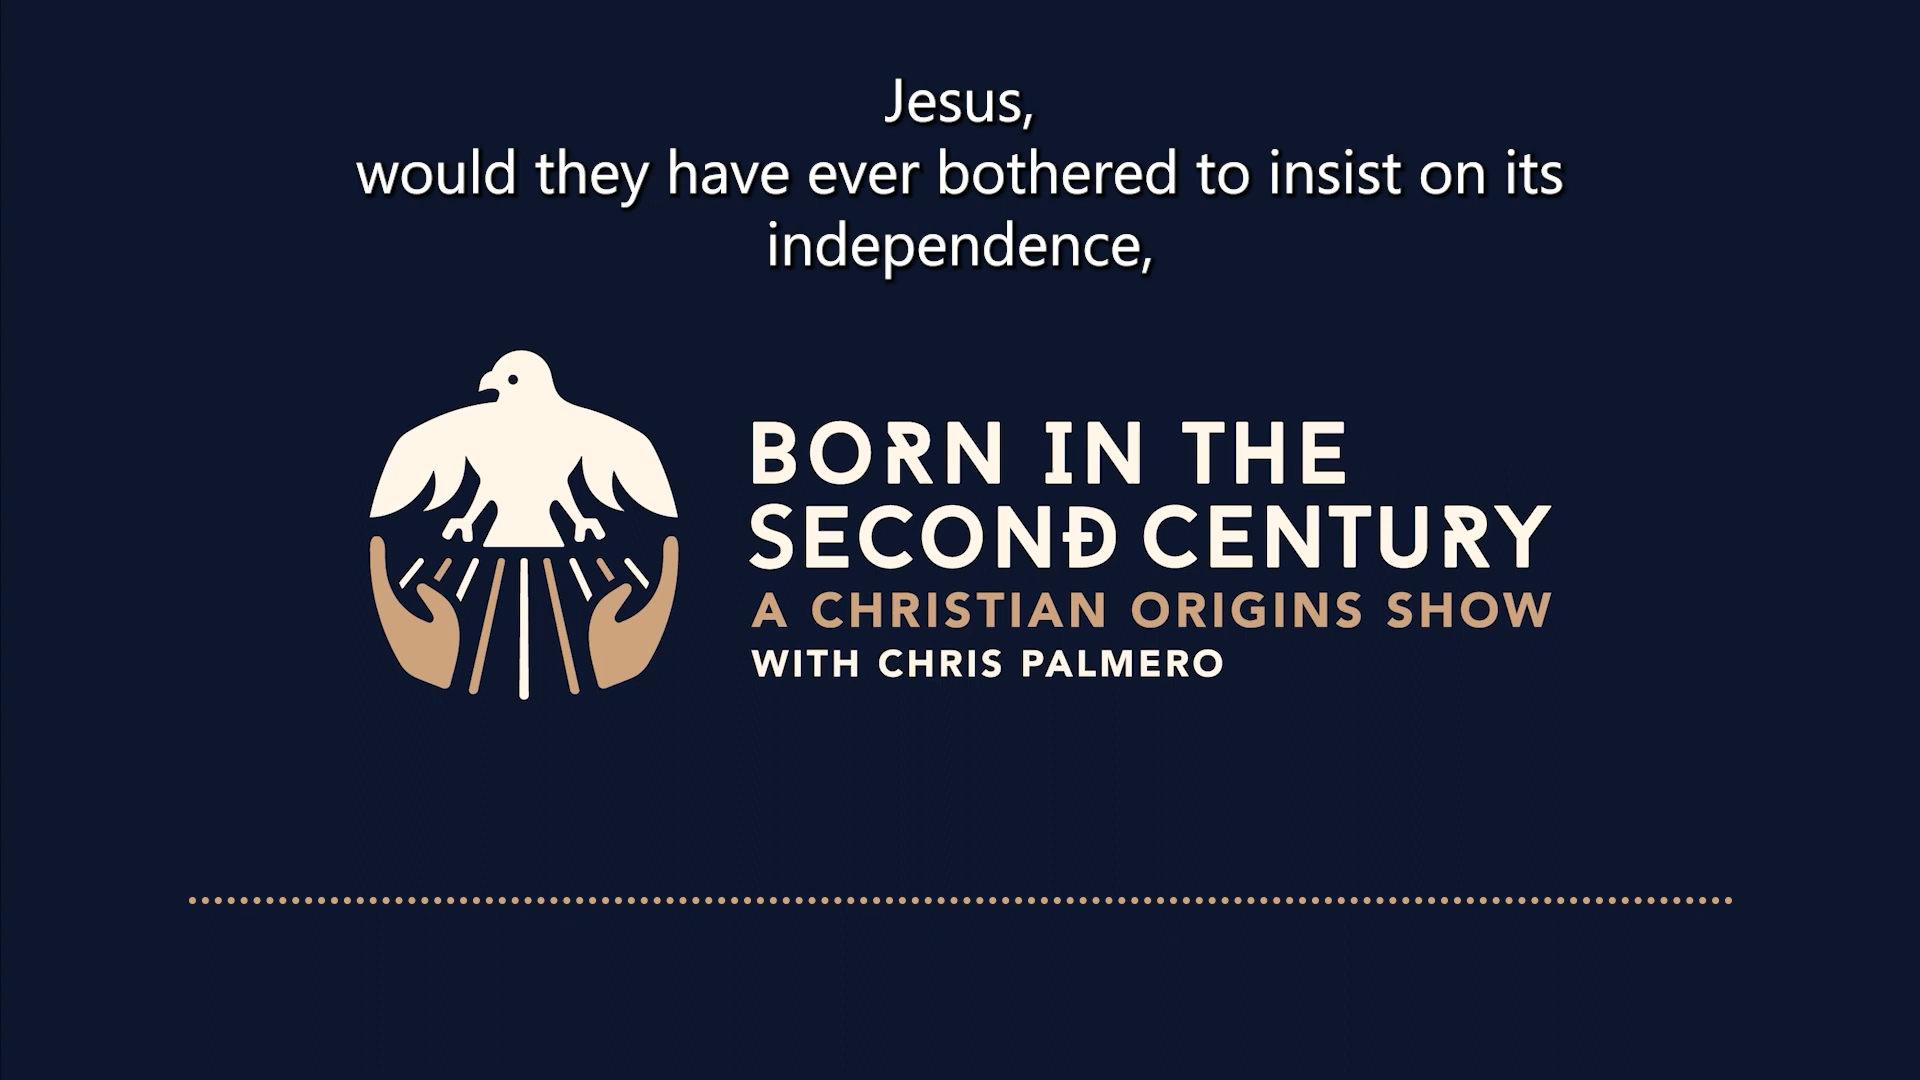 Jesus,
would they have ever bothered to insist on its
independence,
BORN IN THE
SECOND CENTURY
A CHRISTIAN ORIGINS SHOW
WITH CHRIS PALMERO